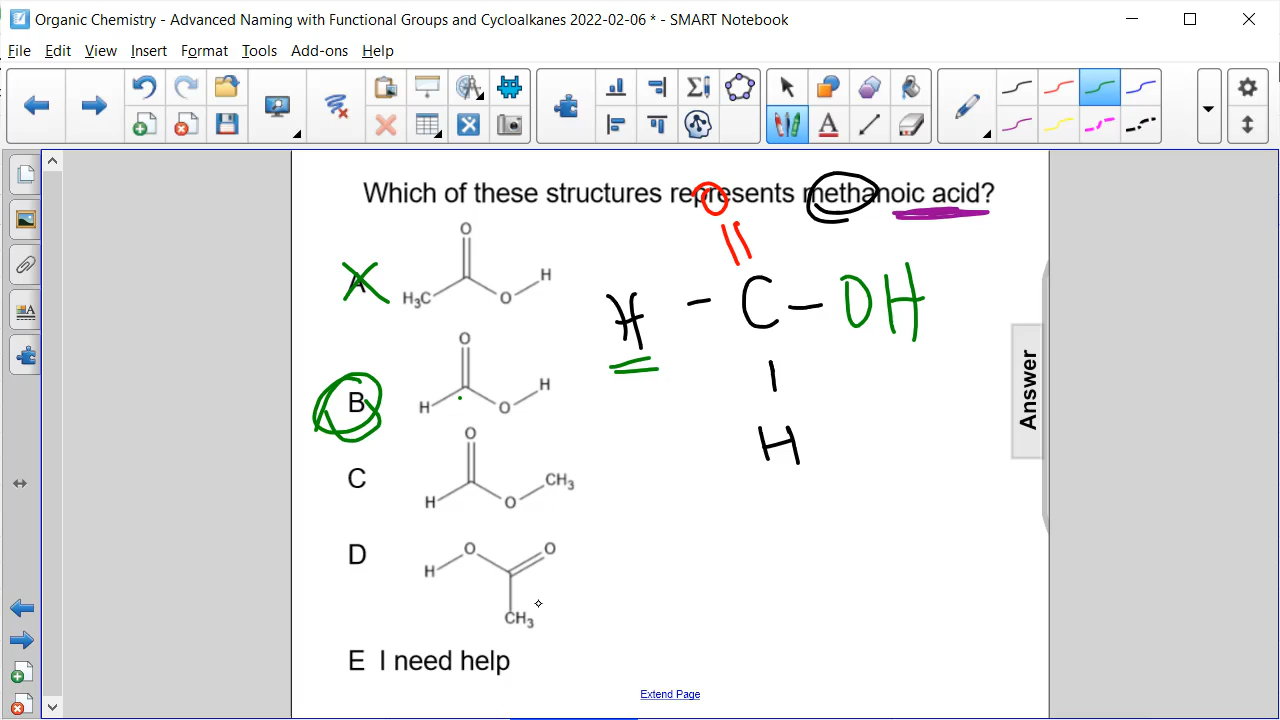 Organic Chemistry - Advanced Naming with Functional Groups and Cycloalkanes 2022-02-06 * - SMART Notebook
File Edit View Insert Format Tools Add-ons Help
Which of these structures represents methanoic acid?
A
O
H₃C
O
H
O
H - C - OH
H
B
O
H
O
H
C
O
H
O
CH₃
D
H
O
O
CH₃
E I need help
Extend Page
Answer